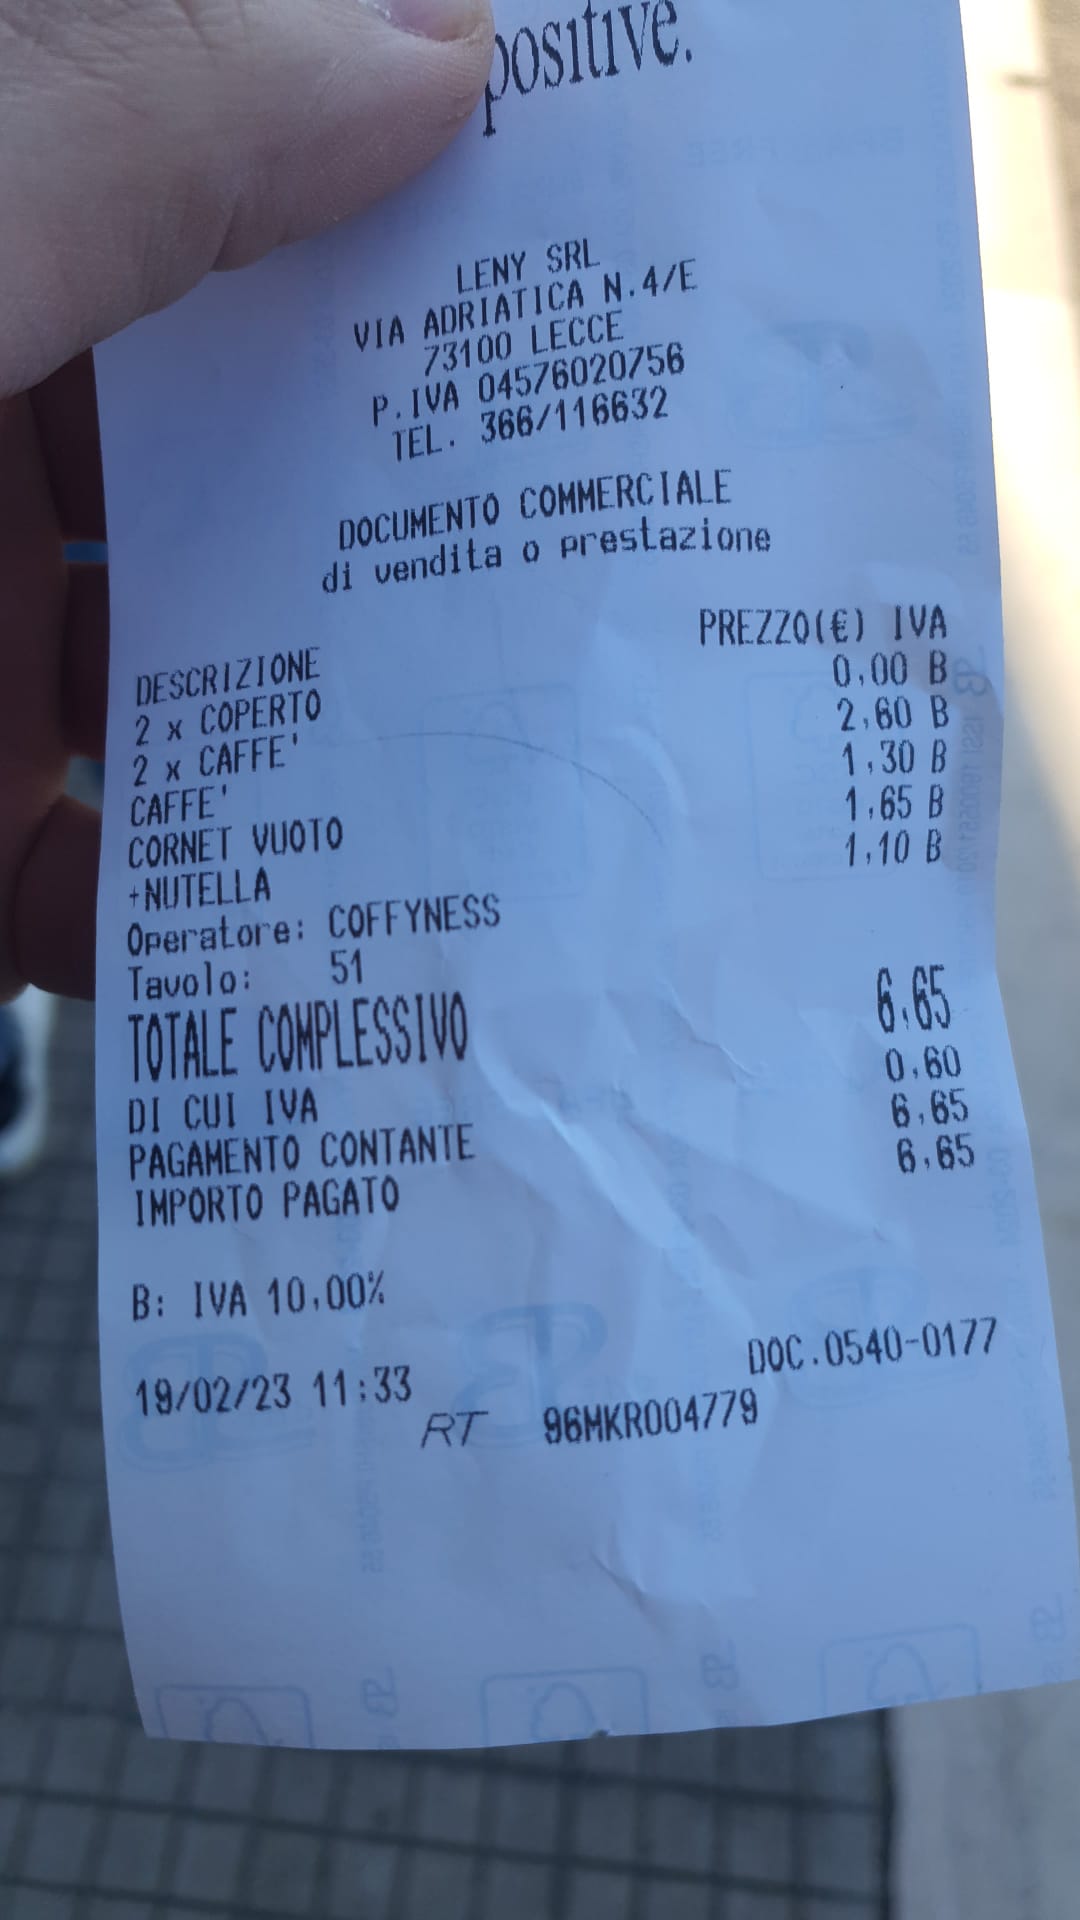 positive.
LENY SRL
VIA ADRIATICA N.4/E
73100 LECCE
P.IVA 04576020756
TEL. 366/116632
DOCUMENTO COMMERCIALE
di vendita o prestazione
DESCRIZIONE PREZZO(€) IVA
2 x COPERTO 0,00 B
2 x CAFFE' 2,60 B
CAFFE' 1,30 B
CORNET VUOTO 1,65 B
+NUTELLA 1,10 B
Operatore: COFFYNESS
Tavolo: 51
TOTALE COMPLESSIVO 6,65
DI CUI IVA 0,60
PAGAMENTO CONTANTE 6,65
IMPORTO PAGATO 6,65
B: IVA 10,00%
19/02/23 11:33 DOC.0540-0177
RT 96MKR004779